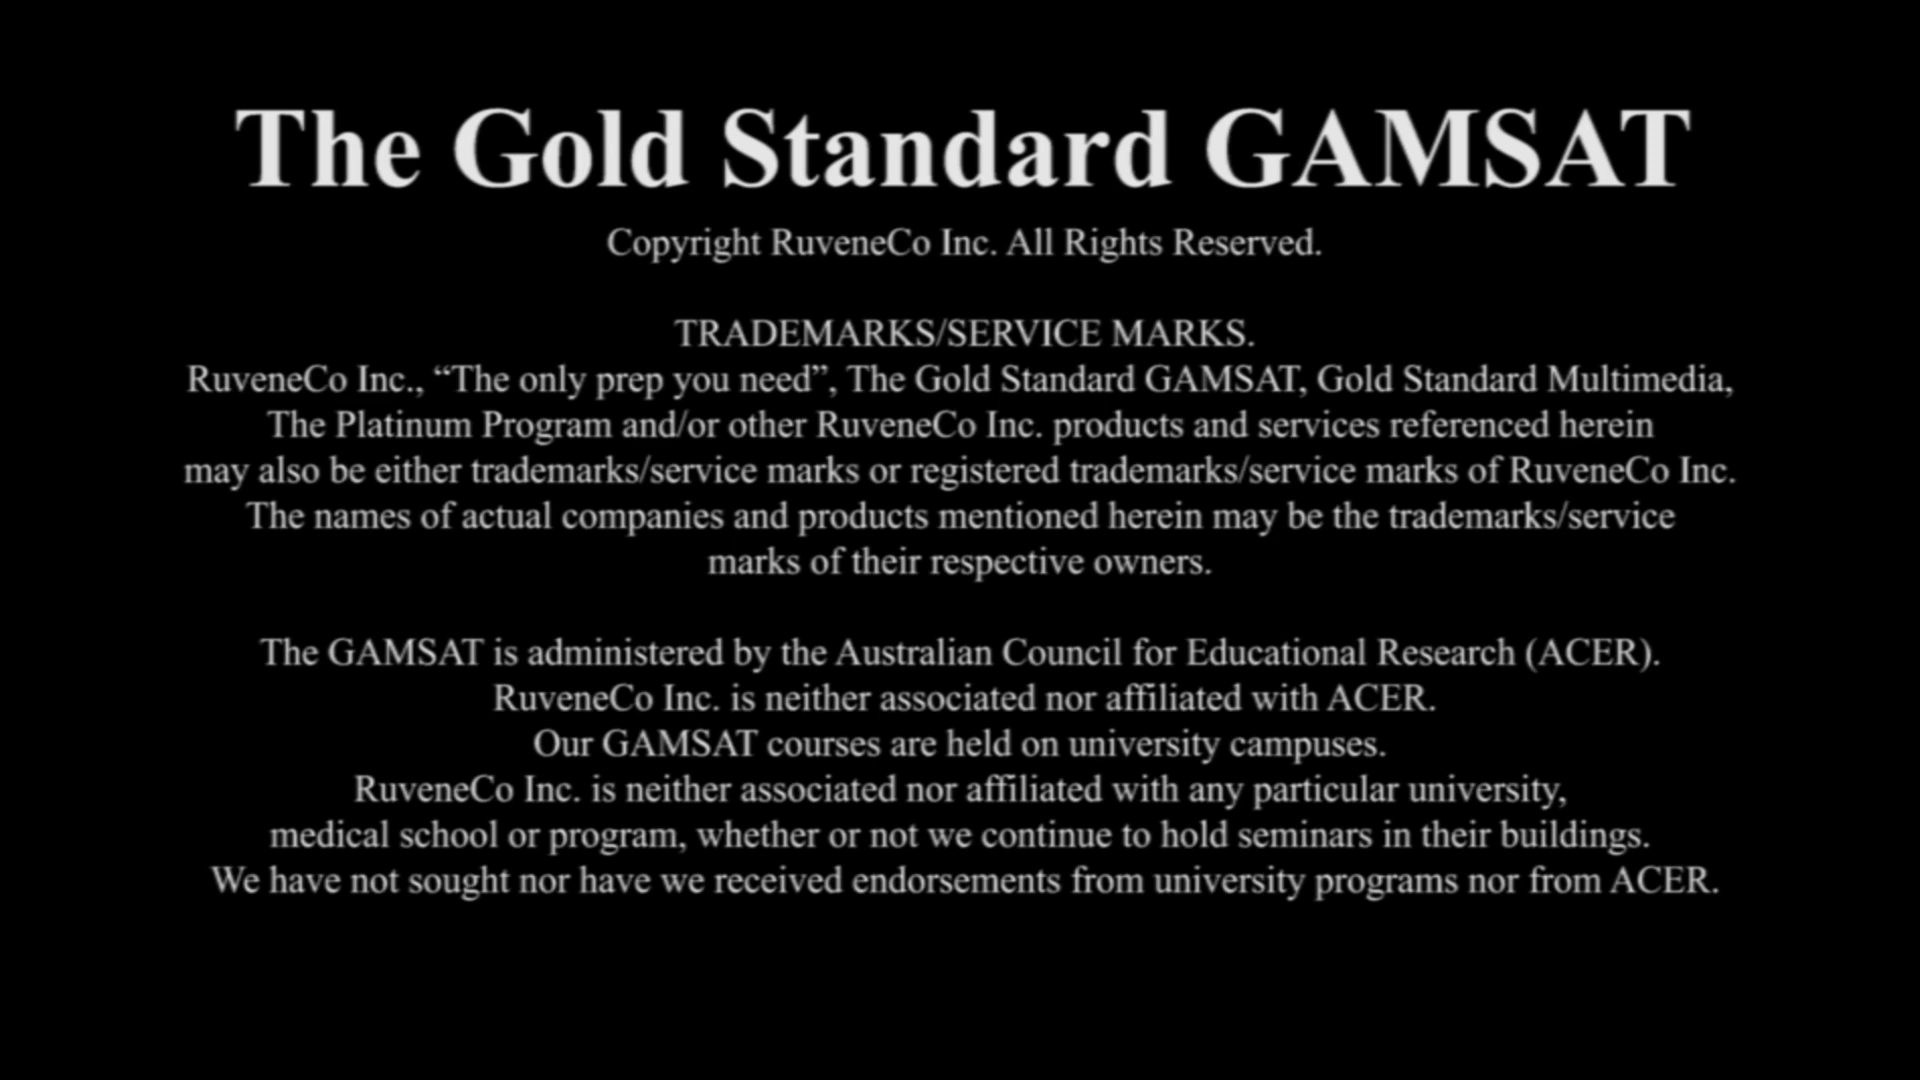 The Gold Standard GAMSAT
Copyright RuveneCo Inc. All Rights Reserved.
TRADEMARKS/SERVICE MARKS.
RuveneCo Inc., “The only prep you need”, The Gold Standard GAMSAT, Gold Standard Multimedia,
The Platinum Program and/or other RuveneCo Inc. products and services referenced herein
may also be either trademarks/service marks or registered trademarks/service marks of RuveneCo Inc.
The names of actual companies and products mentioned herein may be the trademarks/service
marks of their respective owners.
The GAMSAT is administered by the Australian Council for Educational Research (ACER).
RuveneCo Inc. is neither associated nor affiliated with ACER.
Our GAMSAT courses are held on university campuses.
RuveneCo Inc. is neither associated nor affiliated with any particular university,
medical school or program, whether or not we continue to hold seminars in their buildings.
We have not sought nor have we received endorsements from university programs nor from ACER.